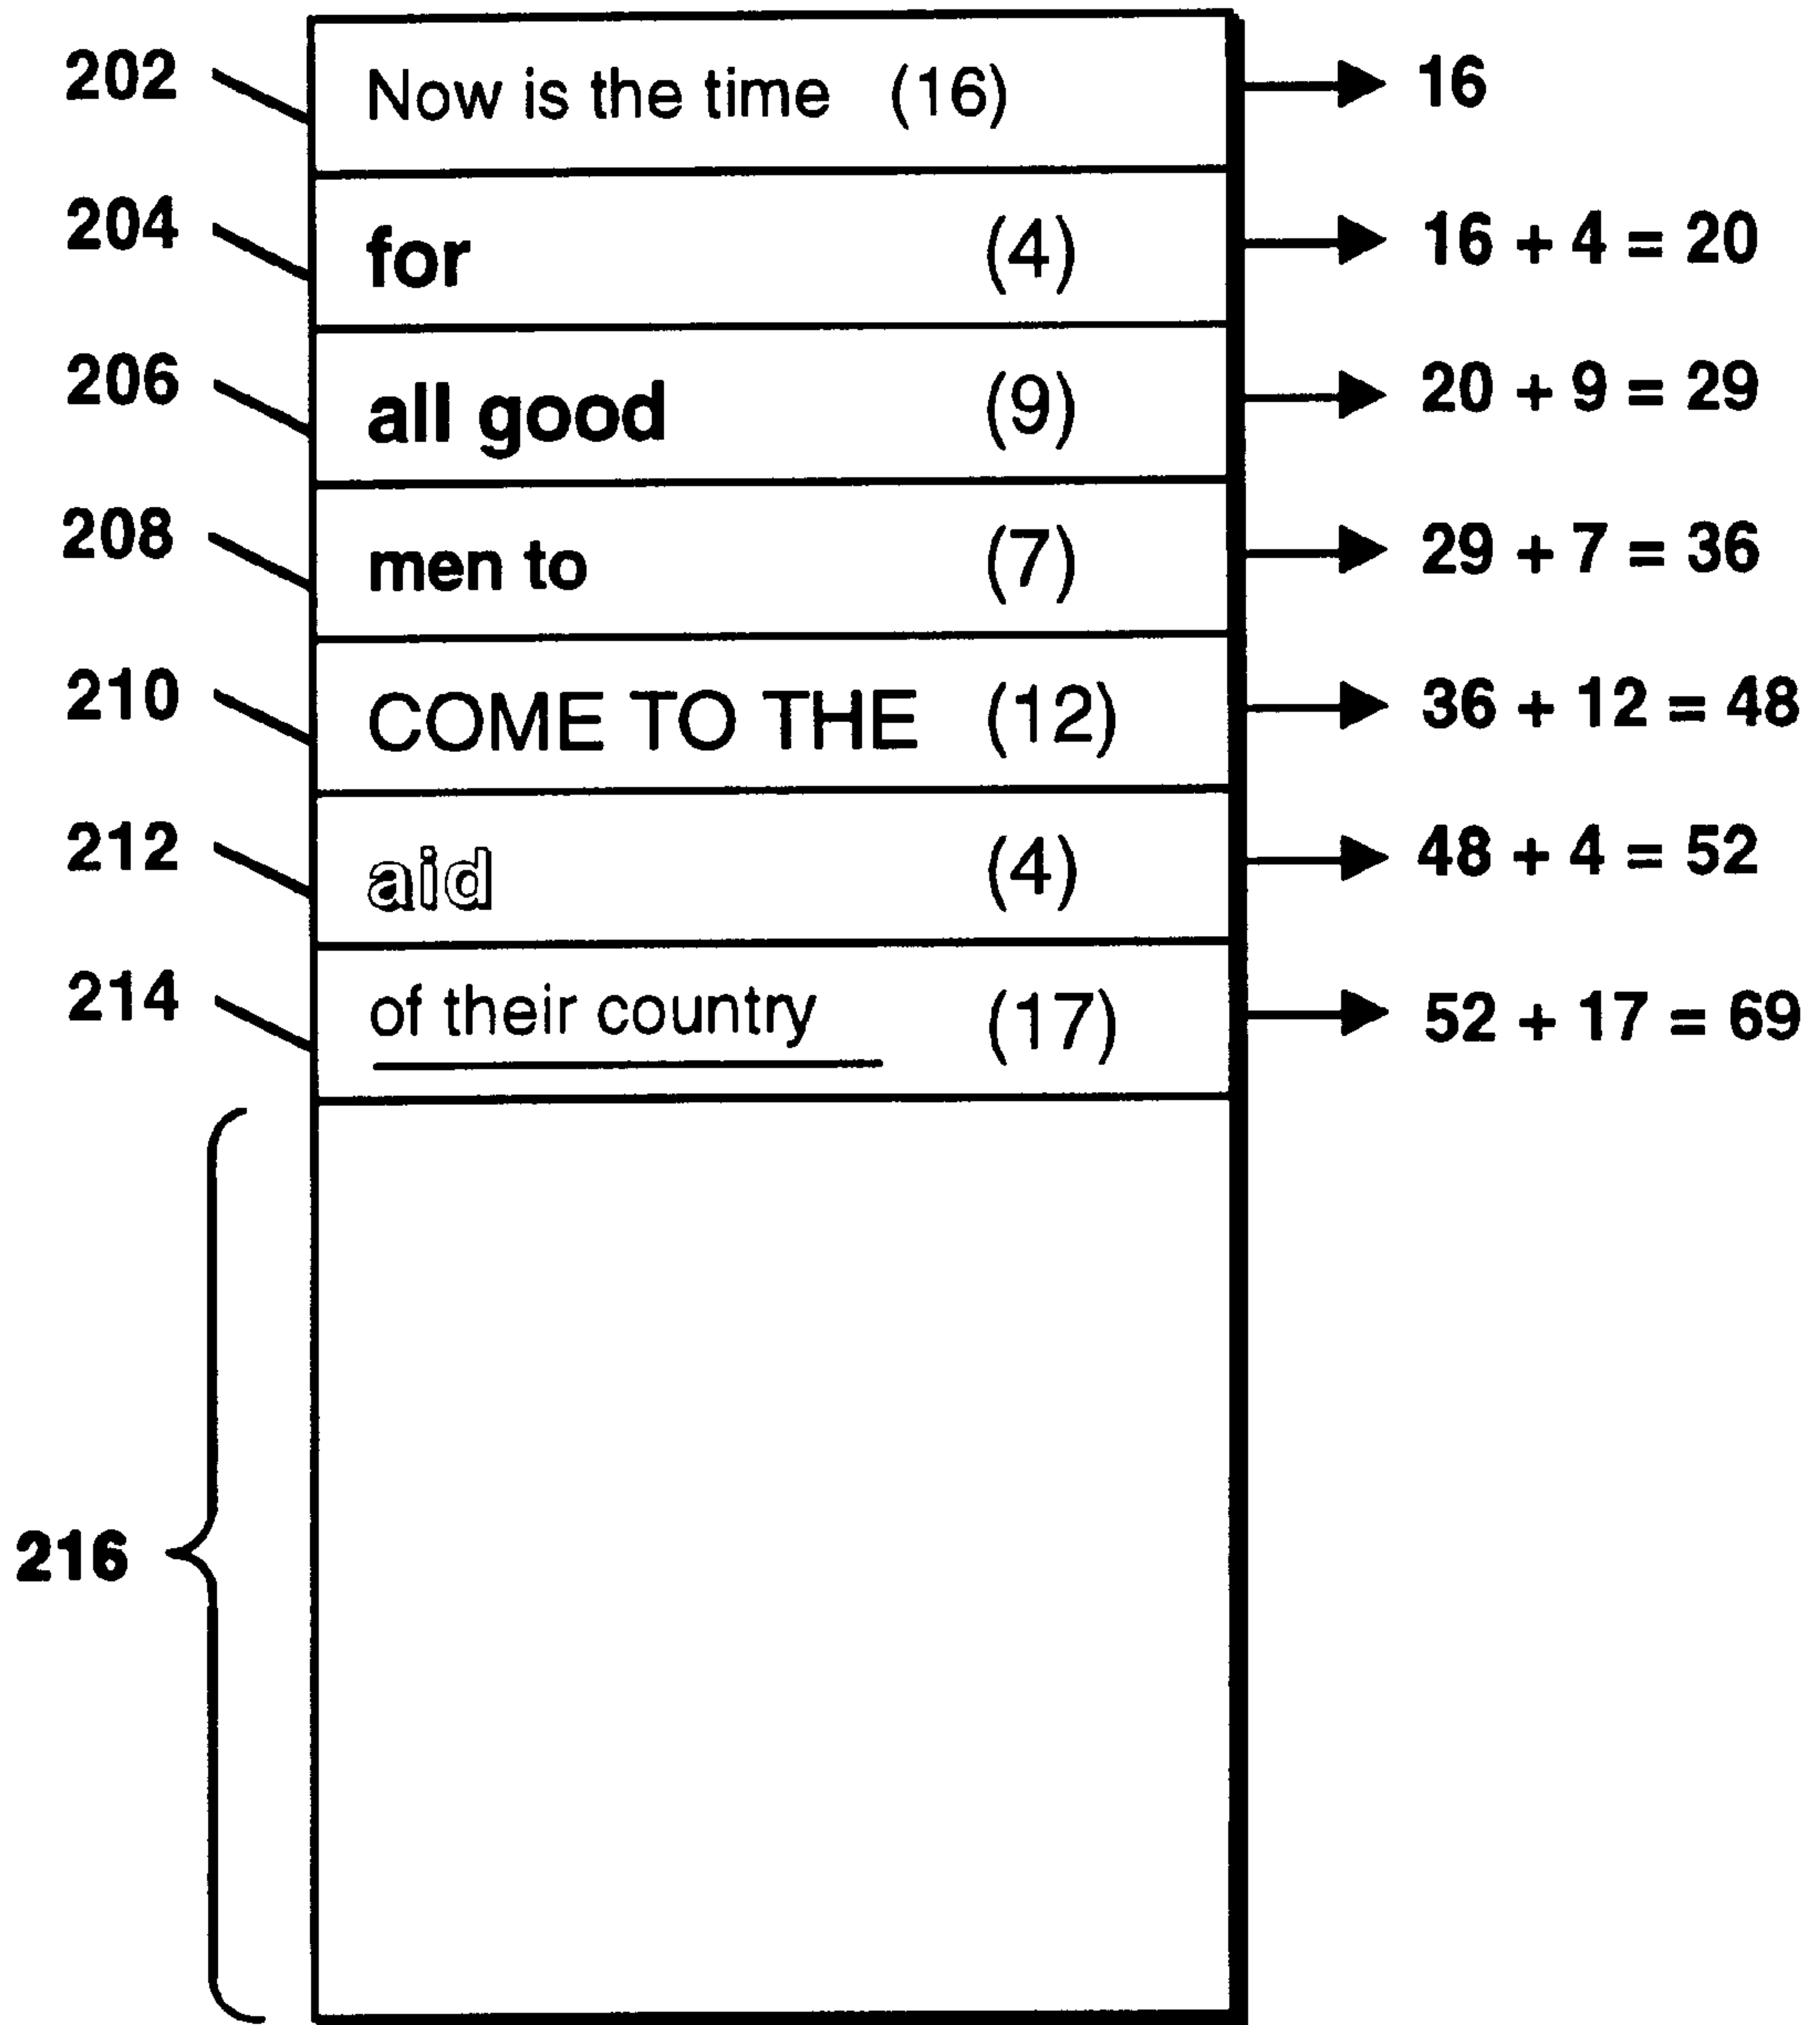 202 Now is the time (16) 16
204 for (4) 16 + 4 = 20
206 all good (9) 20 + 9 = 29
208 men to (7) 29 + 7 = 36
210 COME TO THE (12) 36 + 12 = 48
212 aid (4) 48 + 4 = 52
214 of their country (17) 52 + 17 = 69
216